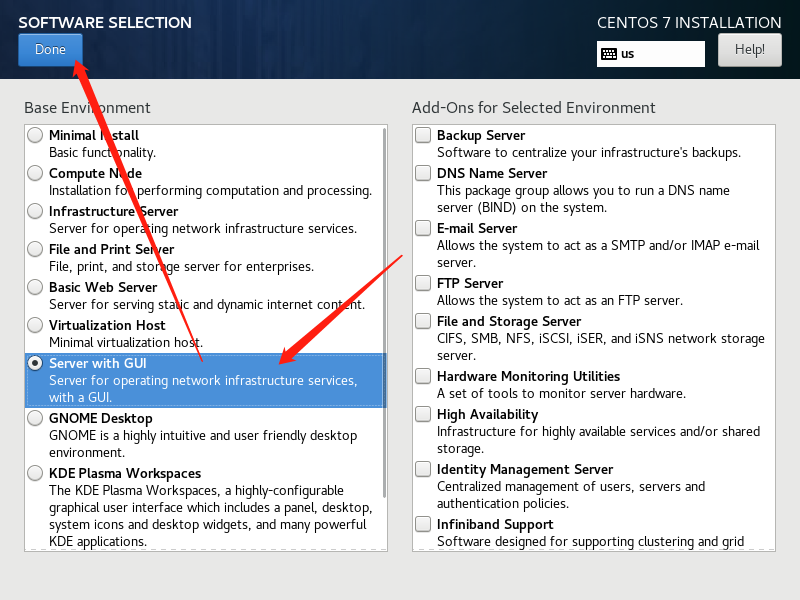 SOFTWARE SELECTION
Done
CENTOS 7 INSTALLATION
us
Help!
Base Environment
Minimal Install
Basic functionality.
Compute Node
Installation for performing computation and processing.
Infrastructure Server
Server for operating network infrastructure services.
File and Print Server
File, print, and storage server for enterprises.
Basic Web Server
Server for serving static and dynamic internet content.
Virtualization Host
Minimal virtualization host.
Server with GUI
Server for operating network infrastructure services,
with a GUI.
GNOME Desktop
GNOME is a highly intuitive and user friendly desktop
environment.
KDE Plasma Workspaces
The KDE Plasma Workspaces, a highly-configurable
graphical user interface which includes a panel, desktop,
system icons and desktop widgets, and many powerful
KDE applications.
Add-Ons for Selected Environment
Backup Server
Software to centralize your infrastructure's backups.
DNS Name Server
This package group allows you to run a DNS name
server (BIND) on the system.
E-mail Server
Allows the system to act as a SMTP and/or IMAP e-mail
server.
FTP Server
Allows the system to act as an FTP server.
File and Storage Server
CIFS, SMB, NFS, iSCSI, iSER, and iSNS network storage
server.
Hardware Monitoring Utilities
A set of tools to monitor server hardware.
High Availability
Infrastructure for highly available services and/or shared
storage.
Identity Management Server
Centralized management of users, servers and
authentication policies.
Infiniband Support
Software designed for supporting clustering and grid